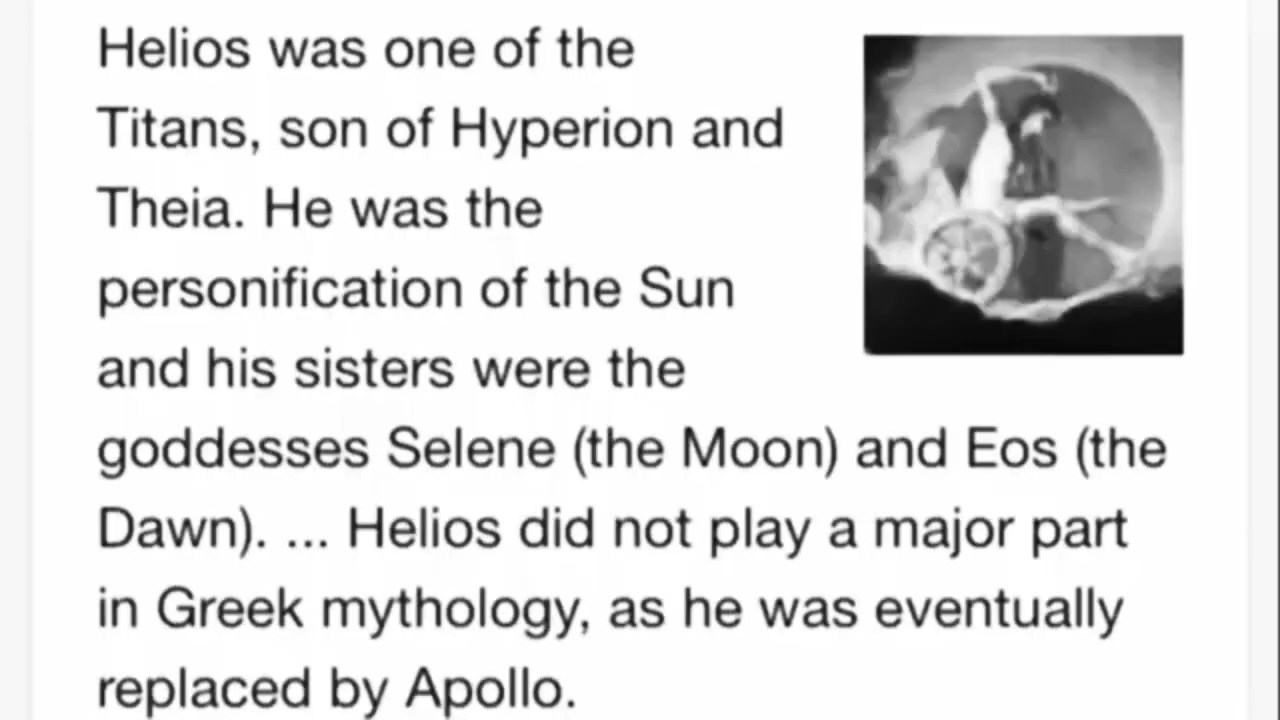 Helios was one of the
Titans, son of Hyperion and
Theia. He was the
personification of the Sun
and his sisters were the
goddesses Selene (the Moon) and Eos (the
Dawn). ... Helios did not play a major part
in Greek mythology, as he was eventually
replaced by Apollo.